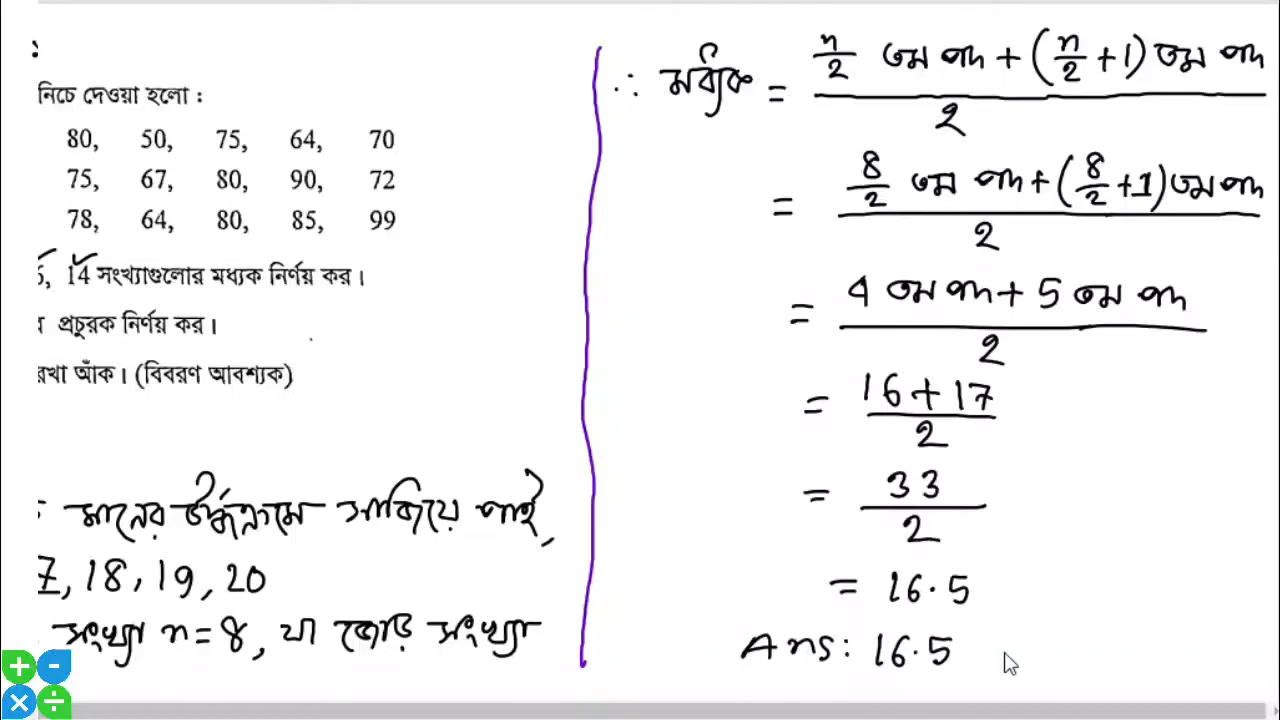 নিচে দেওয়া হলো :
80, 50, 75, 64, 70
75, 67, 80, 90, 72
78, 64, 80, 85, 99
14 সংখ্যাগুলোর মধ্যক নির্ণয় কর।
প্রচুরক নির্ণয় কর।
আঁক। (বিবরণ আবশ্যক)
মানের ঊর্ধ্বক্রমে সাজিয়ে পাই,
7, 18, 19, 20
সংখ্যা n = 8, যা জোড় সংখ্যা
∴ মধ্যক = n/2 তম পদ + (n/2 + 1) তম পদ / 2
= 8/2 তম পদ + (8/2 + 1) তম পদ / 2
= 4 তম পদ + 5 তম পদ / 2
= 16 + 17 / 2
= 33 / 2
= 16.5
Ans: 16.5
+ -
× ÷